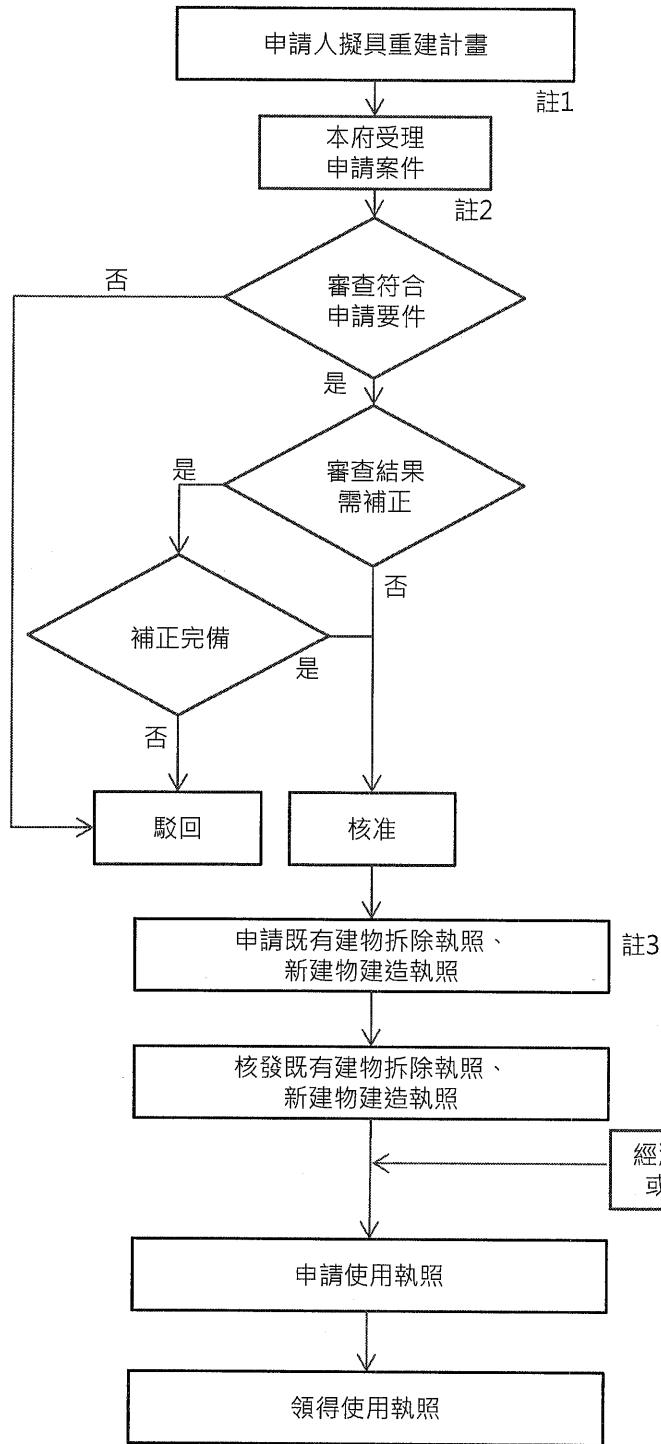 申請人擬具重建計畫
註1
本府受理
申請案件
註2
否
審查符合
申請要件
是
是
審查結果
需補正
否
補正完備
是
否
駁回
核准
申請既有建物拆除執照、
新建物建造執照
註3
核發既有建物拆除執照、
新建物建造執照
經
或
申請使用執照
領得使用執照